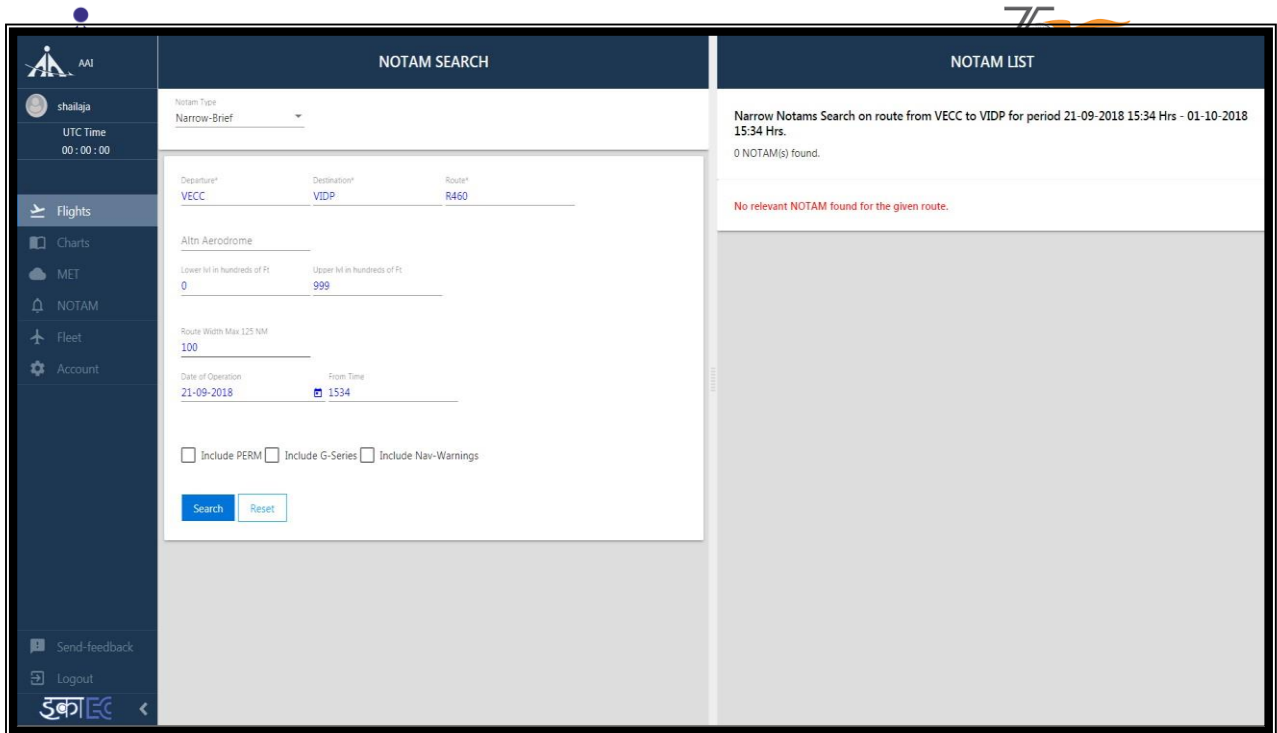 75
AAI
shailaja
UTC Time
00 : 00 : 00
Flights
Charts
MET
NOTAM
Fleet
Account
Send-feedback
Logout
इकाEC
NOTAM SEARCH
Notam Type
Narrow-Brief
Departure* Destination* Route*
VECC VIDP R460
Altn Aerodrome
Lower lvl in hundreds of Ft Upper lvl in hundreds of Ft
0 999
Route Width Max 125 NM
100
Date of Operation From Time
21-09-2018 1534
Include PERM Include G-Series Include Nav-Warnings
Search Reset
NOTAM LIST
Narrow Notams Search on route from VECC to VIDP for period 21-09-2018 15:34 Hrs - 01-10-2018
15:34 Hrs.
0 NOTAM(s) found.
No relevant NOTAM found for the given route.